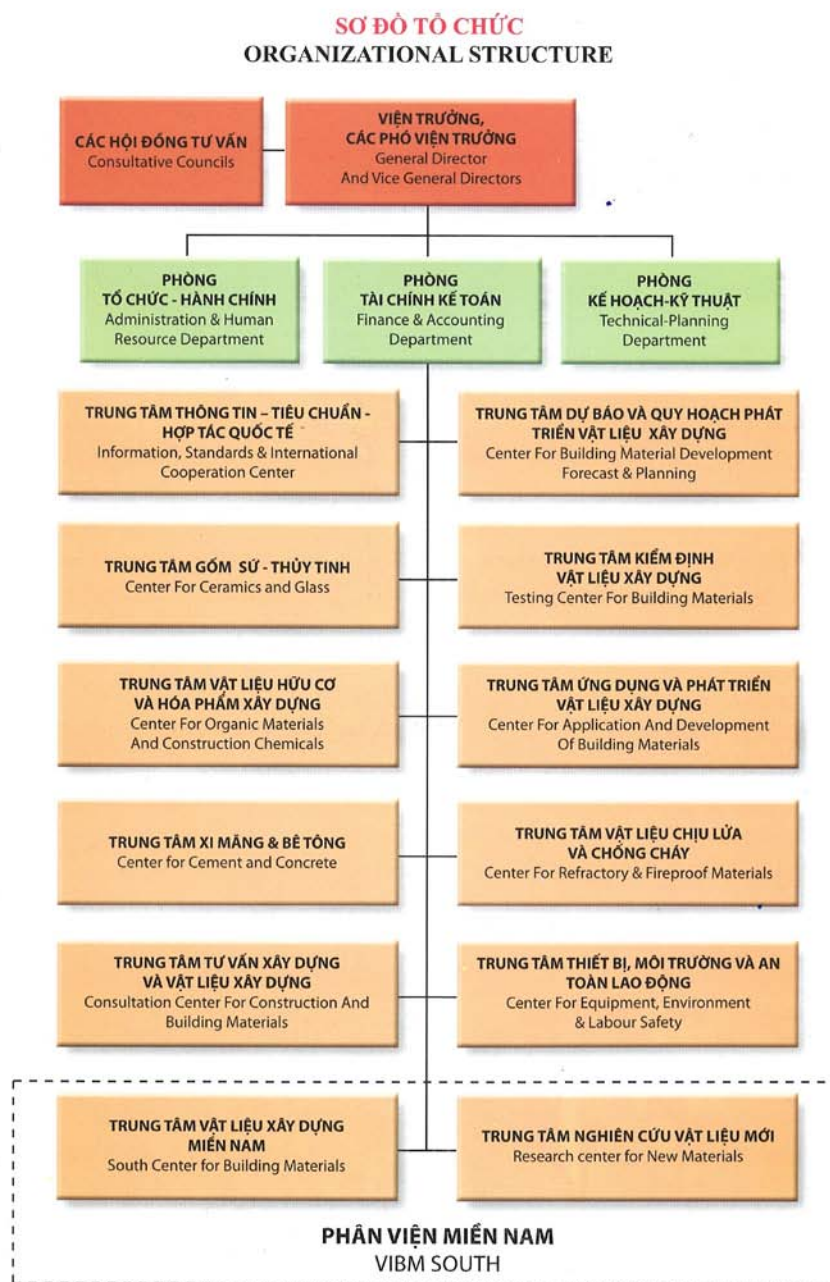 SƠ ĐỒ TỔ CHỨC
ORGANIZATIONAL STRUCTURE
CÁC HỘI ĐỒNG TƯ VẤN
Consultative Councils
VIỆN TRƯỞNG,
CÁC PHÓ VIỆN TRƯỞNG
General Director
And Vice General Directors
PHÒNG
TỔ CHỨC - HÀNH CHÍNH
Administration & Human
Resource Department
PHÒNG
TÀI CHÍNH KẾ TOÁN
Finance & Accounting
Department
PHÒNG
KẾ HOẠCH-KỸ THUẬT
Technical-Planning
Department
TRUNG TÂM THÔNG TIN – TIÊU CHUẨN -
HỢP TÁC QUỐC TẾ
Information, Standards & International
Cooperation Center
TRUNG TÂM DỰ BÁO VÀ QUY HOẠCH PHÁT
TRIỂN VẬT LIỆU XÂY DỰNG
Center For Building Material Development
Forecast & Planning
TRUNG TÂM GỐM SỨ - THỦY TINH
Center For Ceramics and Glass
TRUNG TÂM KIỂM ĐỊNH
VẬT LIỆU XÂY DỰNG
Testing Center For Building Materials
TRUNG TÂM VẬT LIỆU HỮU CƠ
VÀ HÓA PHẨM XÂY DỰNG
Center For Organic Materials
And Construction Chemicals
TRUNG TÂM ỨNG DỤNG VÀ PHÁT TRIỂN
VẬT LIỆU XÂY DỰNG
Center For Application And Development
Of Building Materials
TRUNG TÂM XI MĂNG & BÊ TÔNG
Center for Cement and Concrete
TRUNG TÂM VẬT LIỆU CHỊU LỬA
VÀ CHỐNG CHÁY
Center For Refractory & Fireproof Materials
TRUNG TÂM TƯ VẤN XÂY DỰNG
VÀ VẬT LIỆU XÂY DỰNG
Consultation Center For Construction And
Building Materials
TRUNG TÂM THIẾT BỊ, MÔI TRƯỜNG VÀ AN
TOÀN LAO ĐỘNG
Center For Equipment, Environment
& Labour Safety
TRUNG TÂM VẬT LIỆU XÂY DỰNG
MIỀN NAM
South Center for Building Materials
TRUNG TÂM NGHIÊN CỨU VẬT LIỆU MỚI
Research center for New Materials
PHÂN VIỆN MIỀN NAM
VIBM SOUTH